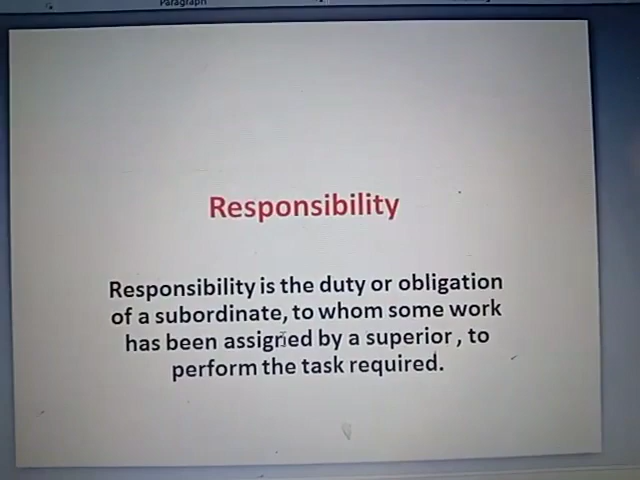 Paragraph
Responsibility
Responsibility is the duty or obligation
of a subordinate, to whom some work
has been assigned by a superior , to
perform the task required.